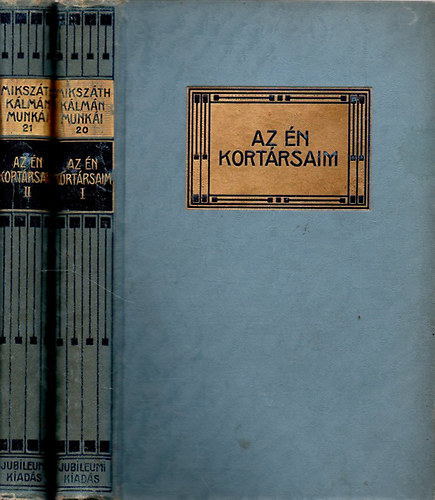 MIKSZÁTH
KÁLMÁN
MUNKÁI
21
AZ ÉN
KORTÁRSAIM
II
JUBILEUMI
KIADÁS
MIKSZÁTH
KÁLMÁN
MUNKÁI
20
AZ ÉN
KORTÁRSAIM
I
JUBILEUMI
KIADÁS
AZ ÉN
KORTÁRSAIM